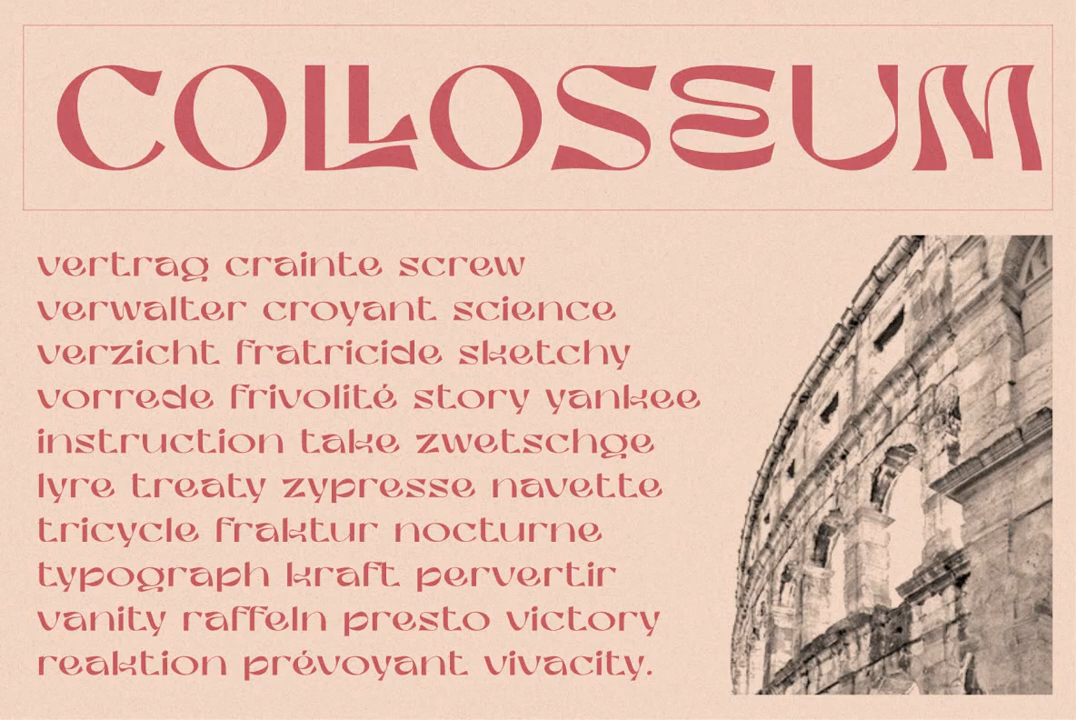 COLLOSEUM
vertrag crainte screw
verwalter croyant science
verzicht fratricide sketchy
vorrede frivolité story yankee
instruction take zwetschge
lyre treaty zypresse navette
tricycle fraktur nocturne
typograph kraft pervertir
vanity raffeln presto victory
reaktion prévoyant vivacity.